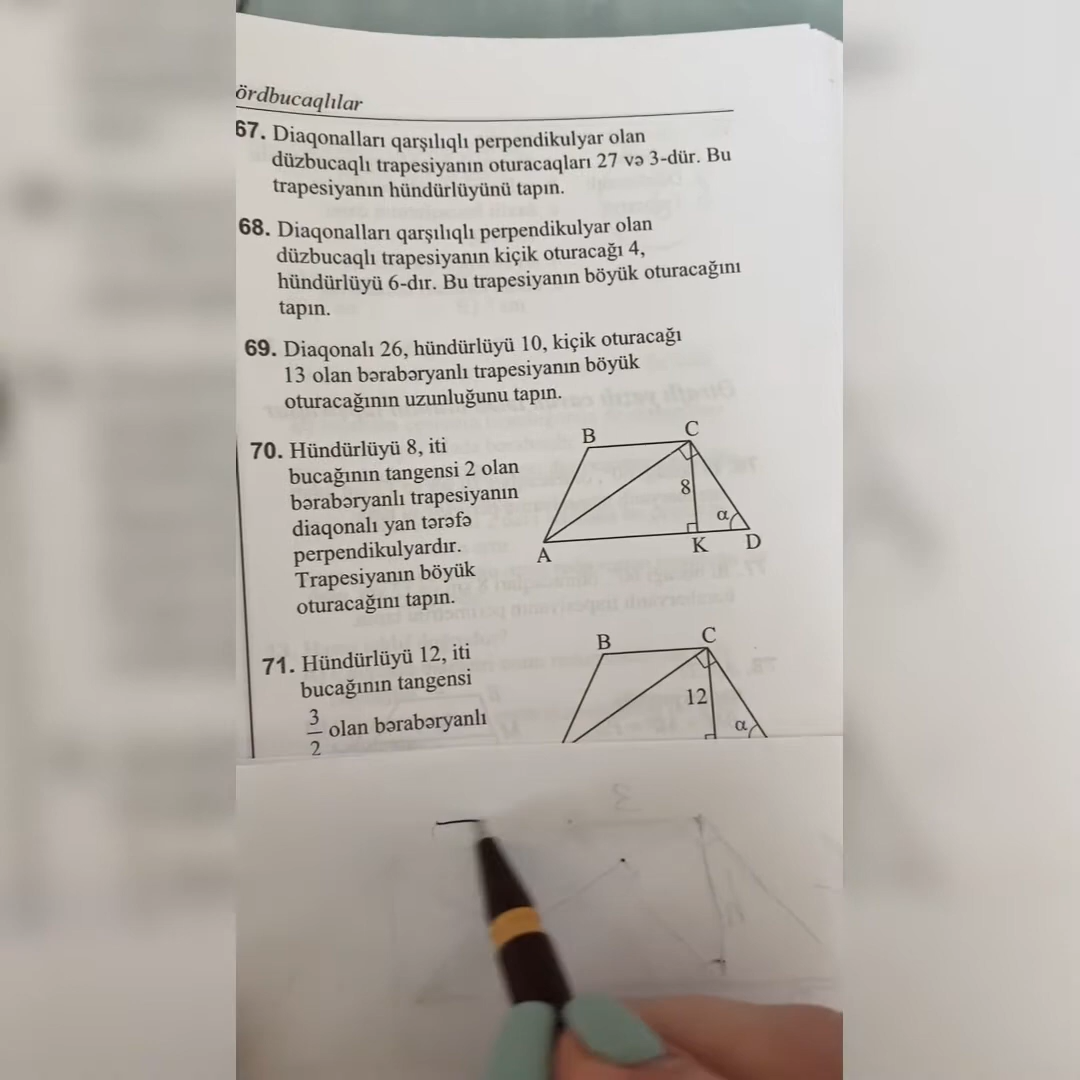 ördbucaqlılar
67. Diaqonalları qarşılıqlı perpendikulyar olan
düzbucaqlı trapesiyanın oturacaqları 27 və 3-dür. Bu
trapesiyanın hündürlüyünü tapın.
68. Diaqonalları qarşılıqlı perpendikulyar olan
düzbucaqlı trapesiyanın kiçik oturacağı 4,
hündürlüyü 6-dır. Bu trapesiyanın böyük oturacağını
tapın.
69. Diaqonalı 26, hündürlüyü 10, kiçik oturacağı
13 olan bərabəryanlı trapesiyanın böyük
oturacağının uzunluğunu tapın.
70. Hündürlüyü 8, iti
bucağının tangensi 2 olan
bərabəryanlı trapesiyanın
diaqonalı yan tərəfə
perpendikulyardır.
Trapesiyanın böyük
oturacağını tapın.
B C
8 α
A K D
71. Hündürlüyü 12, iti
bucağının tangensi
3/2 olan bərabəryanlı
B C
12 α